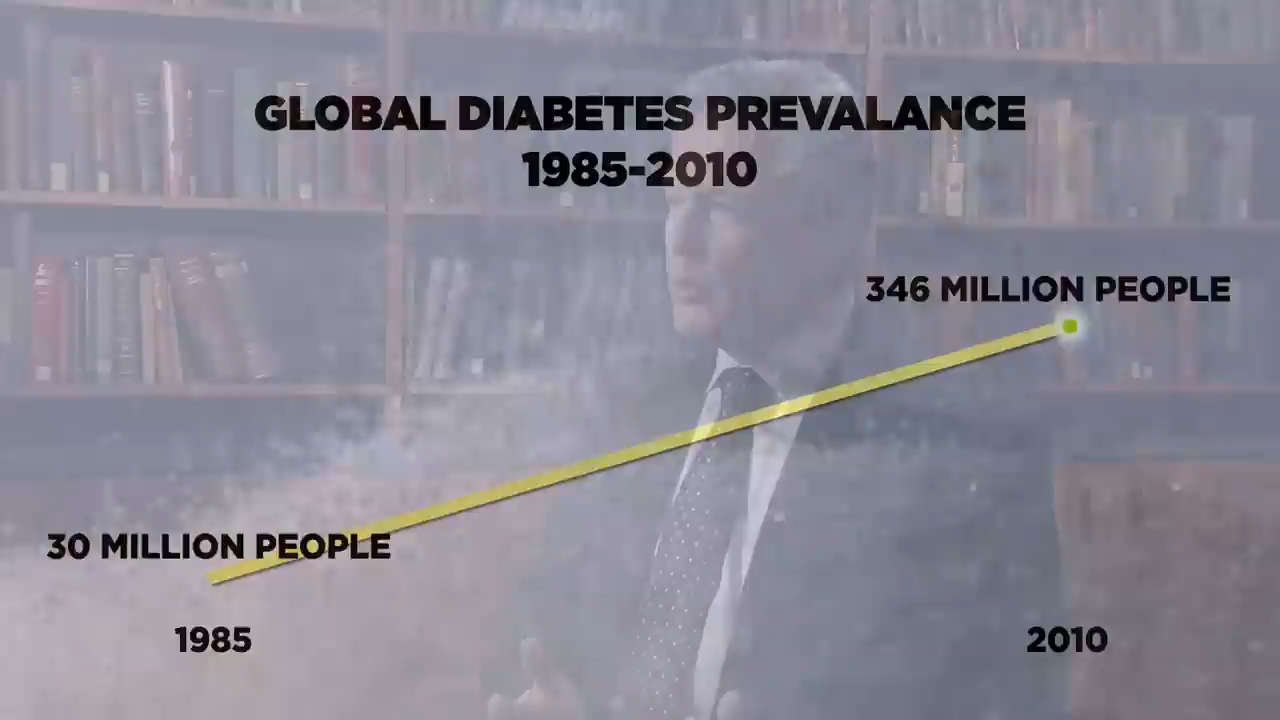 GLOBAL DIABETES PREVALANCE
1985-2010
346 MILLION PEOPLE
30 MILLION PEOPLE
1985
2010